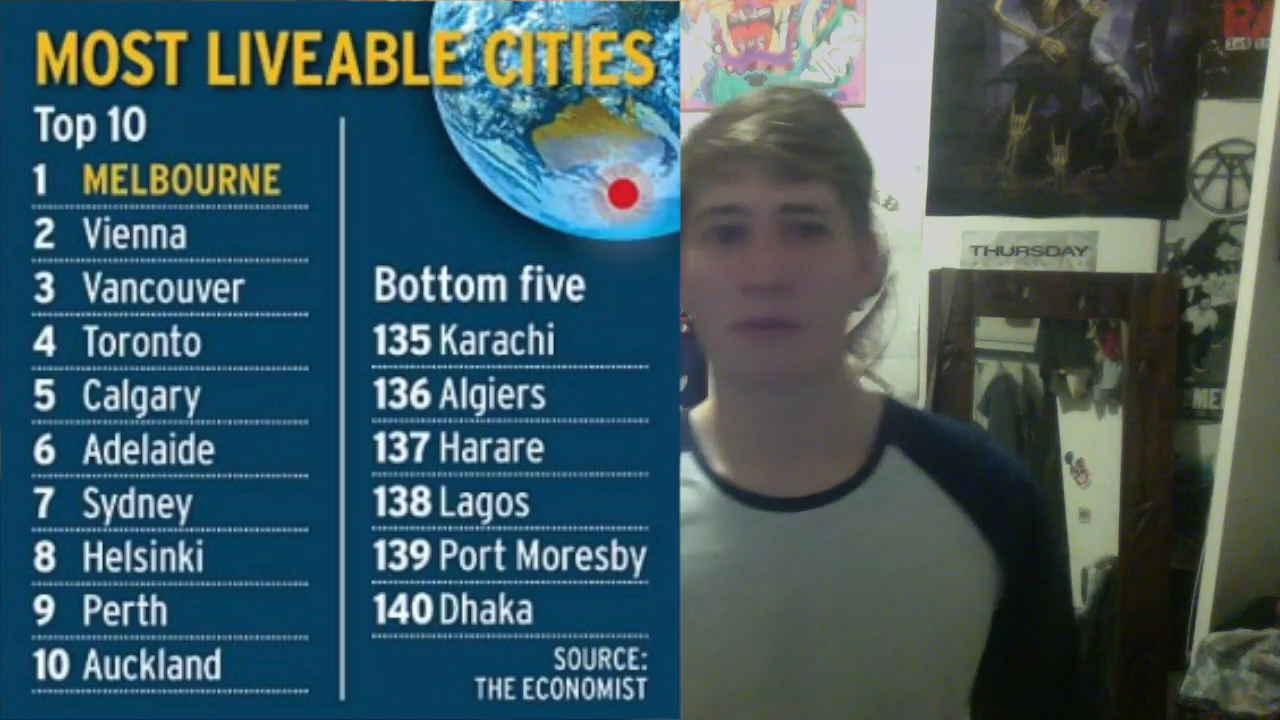 MOST LIVEABLE CITIES
Top 10
1 MELBOURNE
2 Vienna
3 Vancouver
4 Toronto
5 Calgary
6 Adelaide
7 Sydney
8 Helsinki
9 Perth
10 Auckland
Bottom five
135 Karachi
136 Algiers
137 Harare
138 Lagos
139 Port Moresby
140 Dhaka
SOURCE:
THE ECONOMIST
THURSDAY